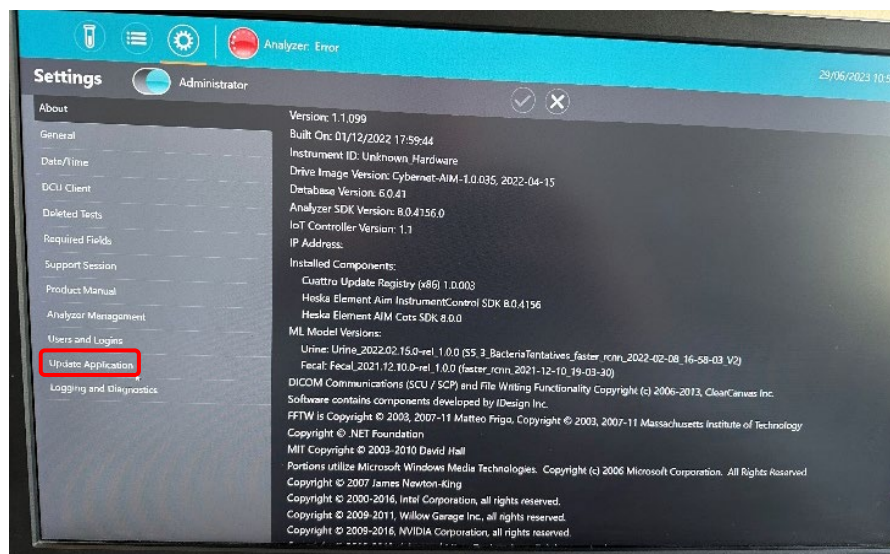 Analyzer: Error
29/06/2023 10:5
Settings
Administrator
About
General
Date/Time
DCU Client
Deleted Tests
Required Fields
Support Session
Product Manual
Analyzer Management
Users and Logins
Update Application
Logging and Diagnostics
Version: 1.1.099
Built On: 01/12/2022 17:59:44
Instrument ID: Unknown_Hardware
Drive Image Version: Cybernet-AIM-1.0.035, 2022-04-15
Database Version: 6.0.41
Analyzer SDK Version: 8.0.4156.0
IoT Controller Version: 1.1
IP Address:
Installed Components:
Cuattro Update Registry (x86) 1.0.003
Heska Element Aim InstrumentControl SDK 8.0.4156
Heska Element AIM Cots SDK 8.0.0
ML Model Versions:
Urine: Urine_2022.02.15.0-rel_1.0.0 (S5_3_BacteriaTentatives_faster_rcnn_2022-02-08_16-58-03_V2)
Fecal: Fecal_2021.12.10.0-rel_1.0.0 (faster_rcnn_2021-12-10_19-03-30)
DICOM Communications (SCU / SCP) and File Writing Functionality Copyright (c) 2006-2013, ClearCanvas Inc.
Software contains components developed by IDesign Inc.
FFTW is Copyright © 2003, 2007-11 Matteo Frigo, Copyright © 2003, 2007-11 Massachusetts Institute of Technology
Copyright © .NET Foundation
MIT Copyright © 2003-2010 David Hall
Portions utilize Microsoft Windows Media Technologies. Copyright (c) 2006 Microsoft Corporation. All Rights Reserved
Copyright © 2007 James Newton-King
Copyright © 2000-2016, Intel Corporation, all rights reserved.
Copyright © 2009-2011, Willow Garage Inc., all rights reserved.
Copyright © 2009-2016, NVIDIA Corporation, all rights reserved.